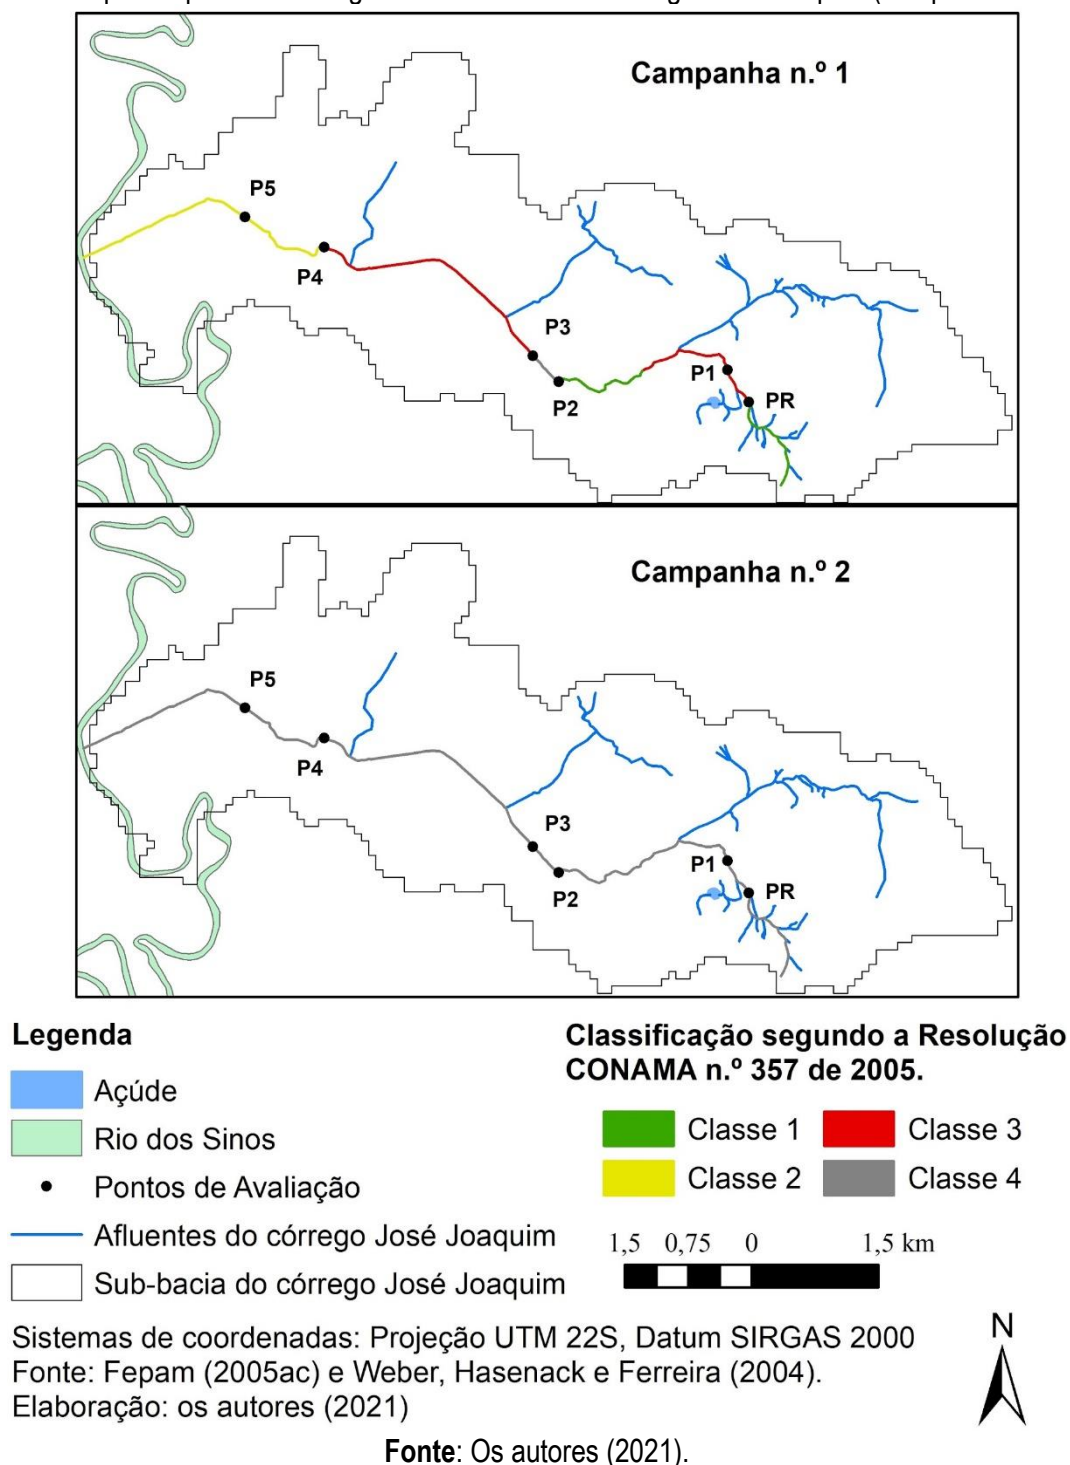 Campanha n.º 1
P5
P4
P3
P2
P1
PR
Campanha n.º 2
P5
P4
P3
P2
P1
PR
Legenda
Açúde
Rio dos Sinos
Pontos de Avaliação
Afluentes do córrego José Joaquim
Sub-bacia do córrego José Joaquim
Classificação segundo a Resolução
CONAMA n.º 357 de 2005.
Classe 1
Classe 3
Classe 2
Classe 4
1,5 0,75 0 1,5 km
N
Sistemas de coordenadas: Projeção UTM 22S, Datum SIRGAS 2000
Fonte: Fepam (2005ac) e Weber, Hasenack e Ferreira (2004).
Elaboração: os autores (2021)
Fonte: Os autores (2021).